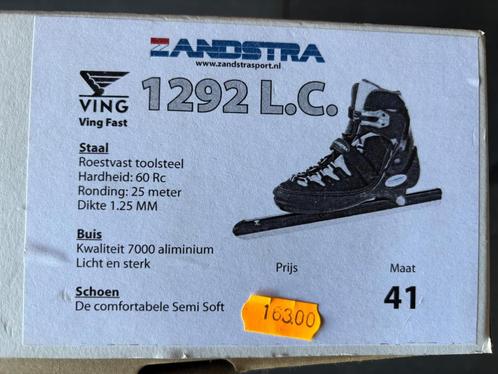 ZANDSTRA
www.zandstrasport.nl
VING
Ving Fast
1292 L.C.
Staal
Roestvast toolsteel
Hardheid: 60 Rc
Ronding: 25 meter
Dikte 1.25 MM
Buis
Kwaliteit 7000 aliminium
Licht en sterk
Schoen
De comfortabele Semi Soft
Prijs
163.00
Maat
41